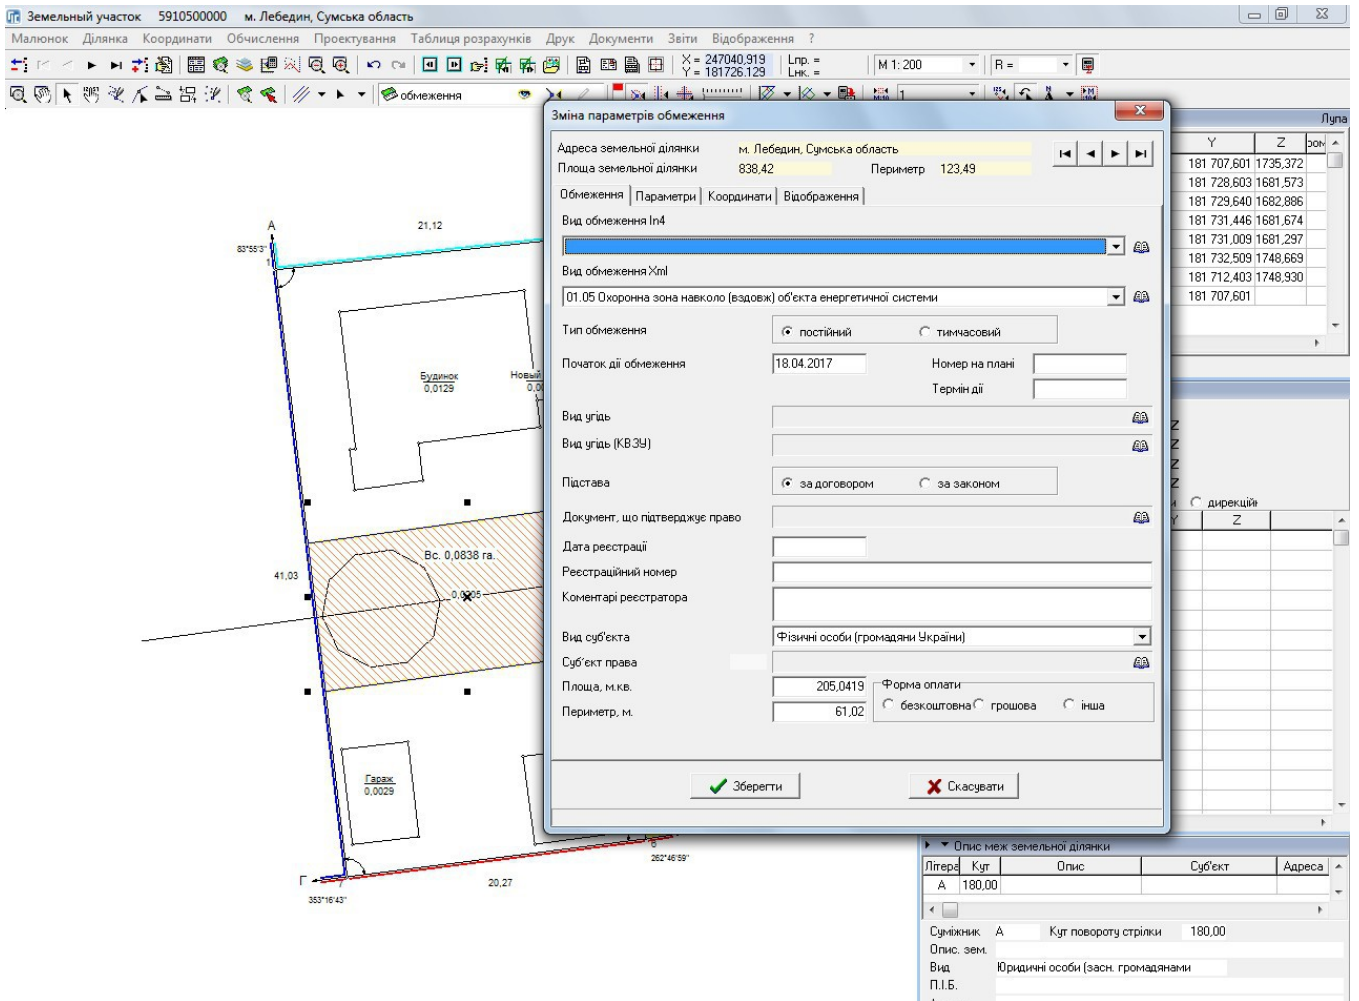 Земельный участок 5910500000 м. Лебедин, Сумська область
Малюнок Ділянка Координати Обчислення Проектування Таблиця розрахунків Друк Документи Звіти Відображення ?
X = 247040,919 Lпр. =
Y = 181726.129 Lнк. =
М 1: 200
R =
обмеження
1
Лупа
Y Z
181 707,601 1735,372
181 728,603 1681,573
181 729,640 1682,886
181 731,446 1681,674
181 731,009 1681,297
181 732,509 1748,669
181 712,403 1748,930
181 707,601
Z
Z
Z
Z
дирекційн
Y Z
А
21,12
83°55'3"
1
Будинок
0,0129
Новый
Вс. 0,0838 га.
41,03
Гараж
0,0029
Г
7
353°16'43"
20,27
6
262°46'59"
Зміна параметрів обмеження
Адреса земельної ділянки м. Лебедин, Сумська область
Площа земельної ділянки 838,42 Периметр 123,49
Обмеження Параметри Координати Відображення
Вид обмеження In4
Вид обмеження Xml
01.05 Охоронна зона навколо (вздовж) об'єкта енергетичної системи
Тип обмеження постійний тимчасовий
Початок дії обмеження 18.04.2017 Номер на плані
Термін дії
Вид угідь
Вид угідь (КВЗУ)
Підстава за договором за законом
Документ, що підтверджує право
Дата реєстрації
Реєстраційний номер
Коментарі реєстратора
Вид суб'єкта Фізичні особи (громадяни України)
Суб'єкт права
Площа, м.кв. 205,0419 Форма оплати
безкоштовна грошова інша
Периметр, м. 61,02
Зберегти Скасувати
Опис меж земельної ділянки
Літера Кут Опис Суб'єкт Адреса
А 180,00
Суміжник А Кут повороту стрілки 180,00
Опис. зем.
Вид Юридичні особи (засн. громадянами
П.І.Б.